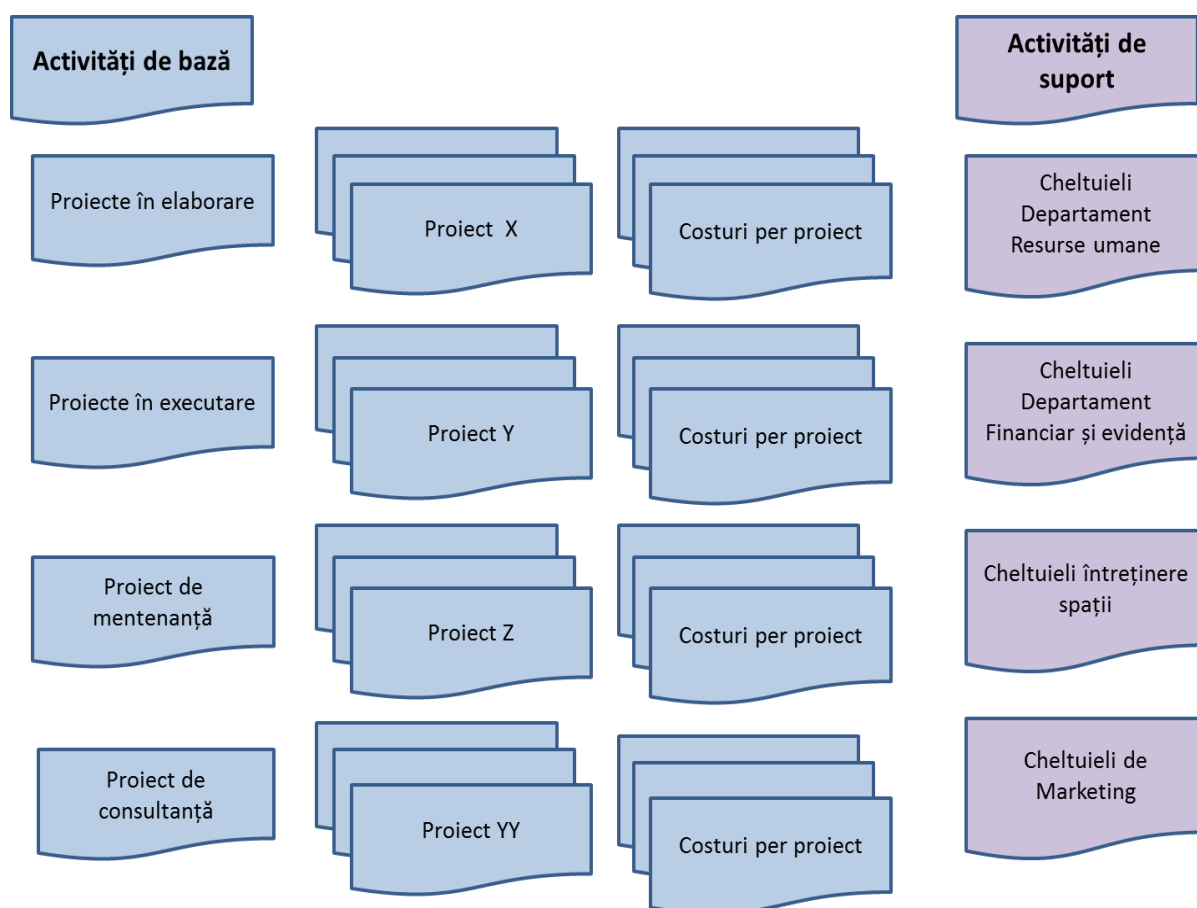 Activități de bază
Activități de
suport
Proiecte în elaborare
Proiect  X
Costuri per proiect
Cheltuieli
Departament
Resurse umane
Proiecte în executare
Proiect Y
Costuri per proiect
Cheltuieli
Departament
Financiar și evidență
Proiect de
mentenanță
Proiect Z
Costuri per proiect
Cheltuieli întreținere
spații
Proiect de
consultanță
Proiect YY
Costuri per proiect
Cheltuieli de
Marketing